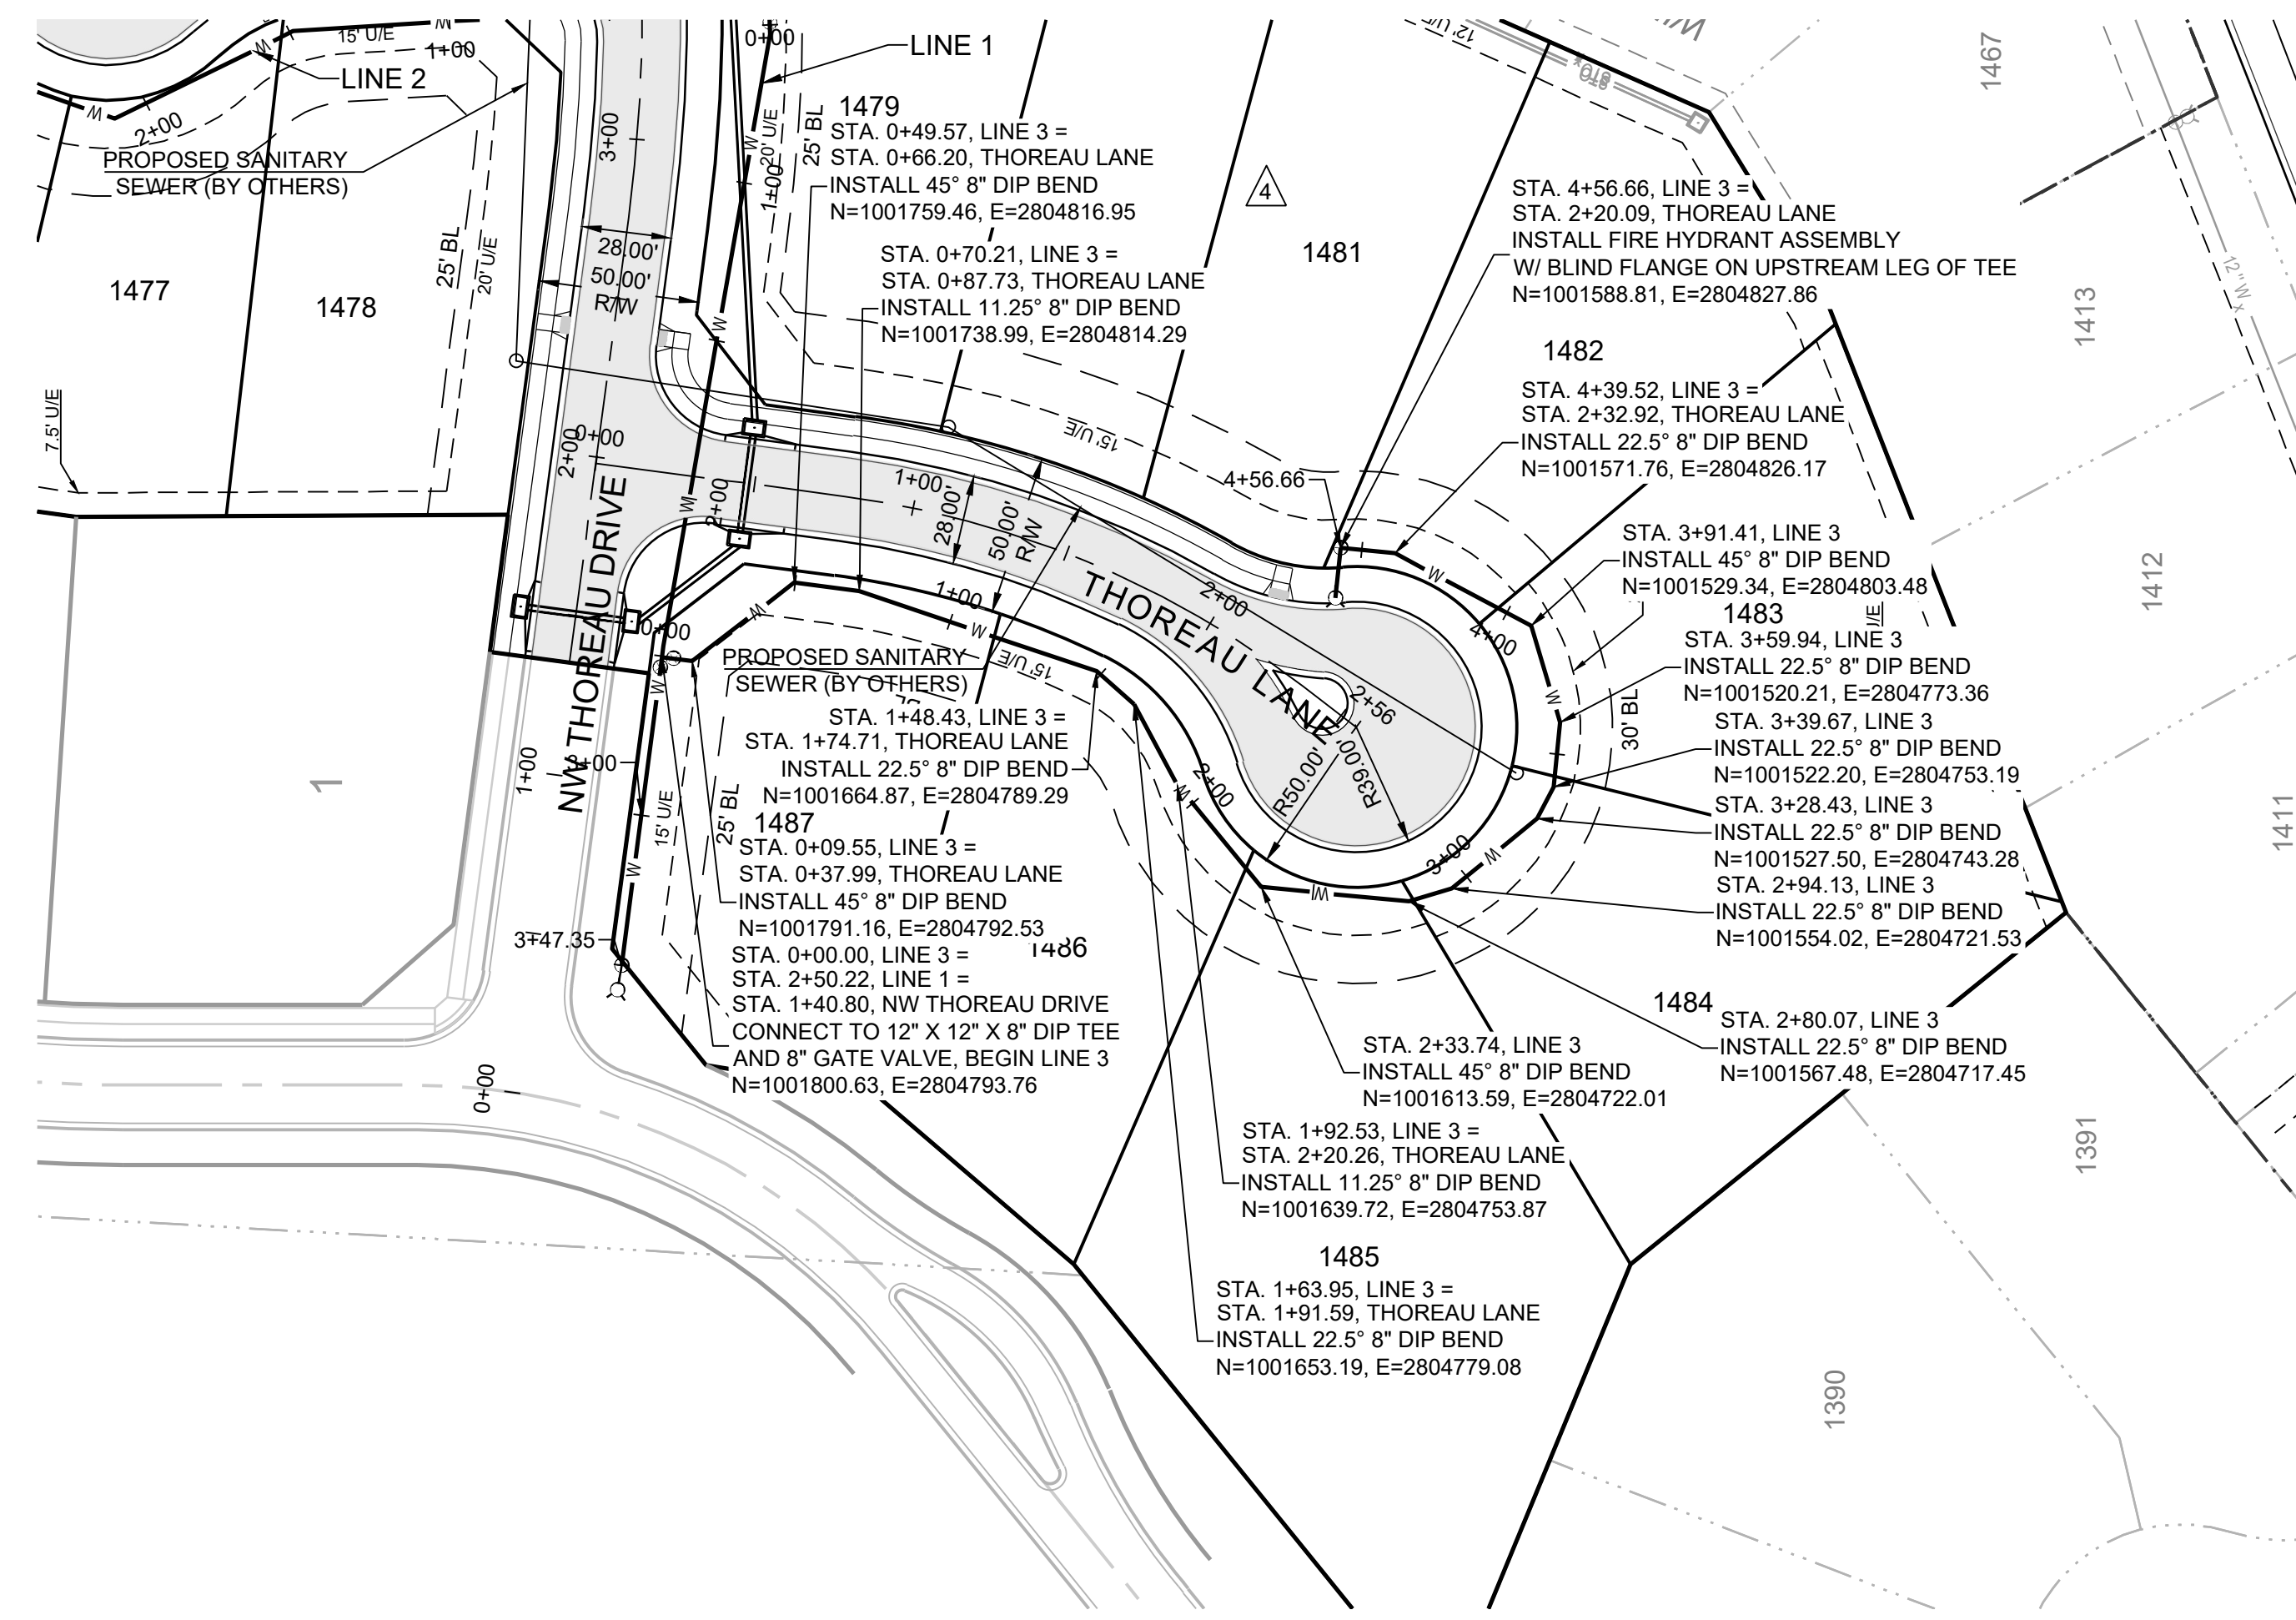 15' U/E
W
1+00
W
LINE 2
W
2+00
PROPOSED SANITARY
SEWER (BY OTHERS)
1477
1478
25' BL
20' U/E
7.5' U/E
3+00
28.00'
50.00'
R/W
0+00
LINE 1
W
20' U/E
1+00
25' BL
W
1479
STA. 0+49.57, LINE 3 =
STA. 0+66.20, THOREAU LANE
INSTALL 45° 8" DIP BEND
N=1001759.46, E=2804816.95
STA. 0+70.21, LINE 3 =
STA. 0+87.73, THOREAU LANE
INSTALL 11.25° 8" DIP BEND
N=1001738.99, E=2804814.29
4
1481
12' U/E
1467
STA. 4+56.66, LINE 3 =
STA. 2+20.09, THOREAU LANE
INSTALL FIRE HYDRANT ASSEMBLY
W/ BLIND FLANGE ON UPSTREAM LEG OF TEE
N=1001588.81, E=2804827.86
12"W x
1413
1482
STA. 4+39.52, LINE 3 =
STA. 2+32.92, THOREAU LANE
INSTALL 22.5° 8" DIP BEND
N=1001571.76, E=2804826.17
15' U/E
4+56.66
0+00
2+00
W
2+00
1+00
28.00'
50.00'
R/W
NW THOREAU DRIVE
THOREAU LANE
2+00
W
4+00
STA. 3+91.41, LINE 3
INSTALL 45° 8" DIP BEND
N=1001529.34, E=2804803.48
1483
U/E
1412
STA. 3+59.94, LINE 3
INSTALL 22.5° 8" DIP BEND
N=1001520.21, E=2804773.36
STA. 3+39.67, LINE 3
INSTALL 22.5° 8" DIP BEND
N=1001522.20, E=2804753.19
STA. 3+28.43, LINE 3
INSTALL 22.5° 8" DIP BEND
N=1001527.50, E=2804743.28
STA. 2+94.13, LINE 3
INSTALL 22.5° 8" DIP BEND
N=1001554.02, E=2804721.53
30' BL
W
1411
0+00
W
W
1+00
W
15' U/E
PROPOSED SANITARY
SEWER (BY OTHERS)
2+56
R50.00'
R39.00'
2+00
W
3+00
W
W
STA. 1+48.43, LINE 3 =
STA. 1+74.71, THOREAU LANE
INSTALL 22.5° 8" DIP BEND
N=1001664.87, E=2804789.29
1
1+00
3+00
15' U/E
25' BL
W
3+47.35
1487
STA. 0+09.55, LINE 3 =
STA. 0+37.99, THOREAU LANE
INSTALL 45° 8" DIP BEND
N=1001791.16, E=2804792.53
1486
STA. 0+00.00, LINE 3 =
STA. 2+50.22, LINE 1 =
STA. 1+40.80, NW THOREAU DRIVE
CONNECT TO 12" X 12" X 8" DIP TEE
AND 8" GATE VALVE, BEGIN LINE 3
N=1001800.63, E=2804793.76
0+00
1484
STA. 2+80.07, LINE 3
INSTALL 22.5° 8" DIP BEND
N=1001567.48, E=2804717.45
STA. 2+33.74, LINE 3
INSTALL 45° 8" DIP BEND
N=1001613.59, E=2804722.01
STA. 1+92.53, LINE 3 =
STA. 2+20.26, THOREAU LANE
INSTALL 11.25° 8" DIP BEND
N=1001639.72, E=2804753.87
1485
STA. 1+63.95, LINE 3 =
STA. 1+91.59, THOREAU LANE
INSTALL 22.5° 8" DIP BEND
N=1001653.19, E=2804779.08
1391
1390